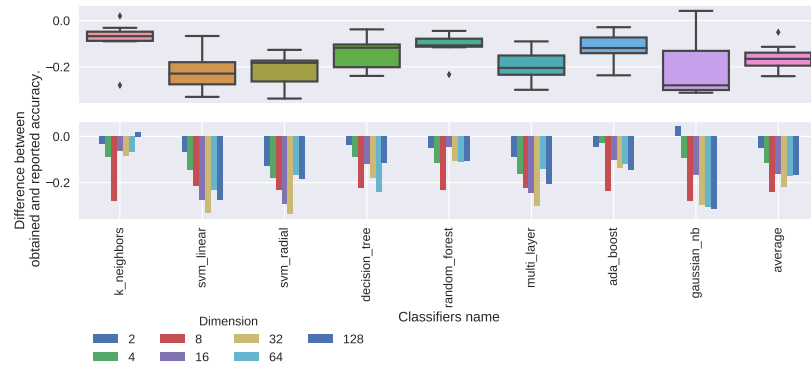 0.0
−0.2
0.0
−0.2
Difference between
obtained and reported accuracy.
k_neighbors
svm_linear
svm_radial
decision_tree
random_forest
multi_layer
ada_boost
gaussian_nb
average
Classifiers name
Dimension
2
8
32
128
4
16
64